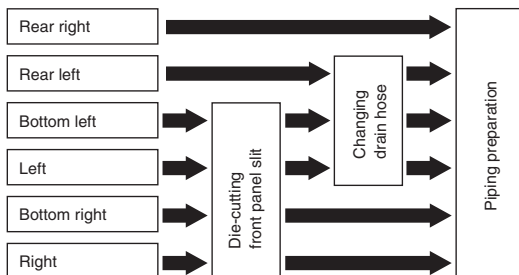 Rear right
Rear left
Bottom left
Left
Bottom right
Right
Die-cutting
front panel slit
Changing
drain hose
Piping preparation